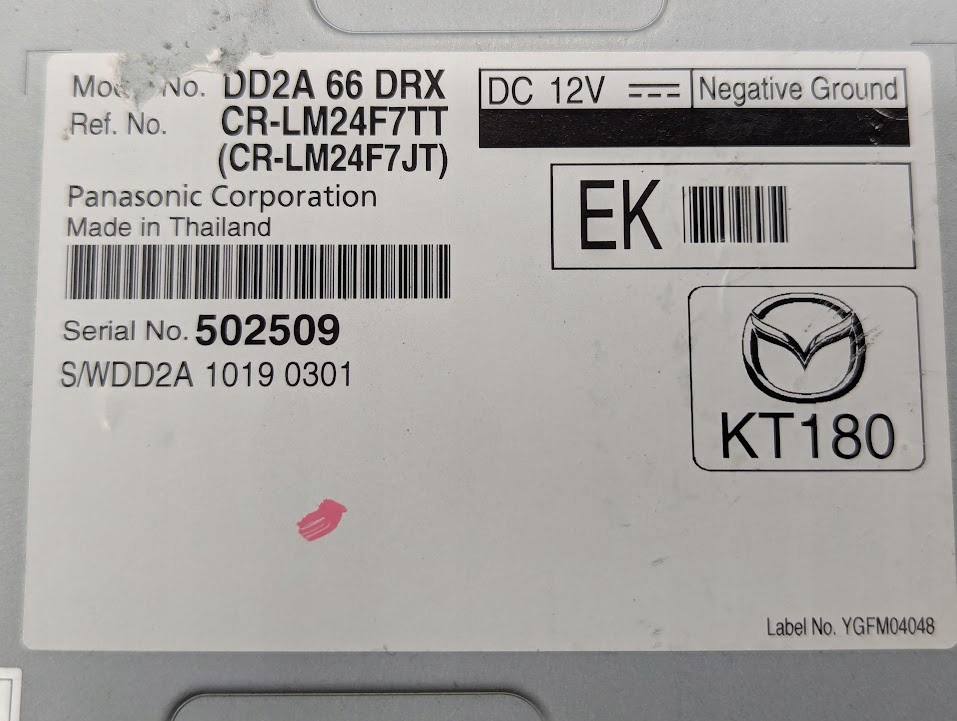 Model No. DD2A 66 DRX
Ref. No. CR-LM24F7TT
(CR-LM24F7JT)
Panasonic Corporation
Made in Thailand
Serial No. 502509
S/WDD2A 1019 0301
DC 12V ⎓ Negative Ground
EK
KT180
Label No. YGFM04048